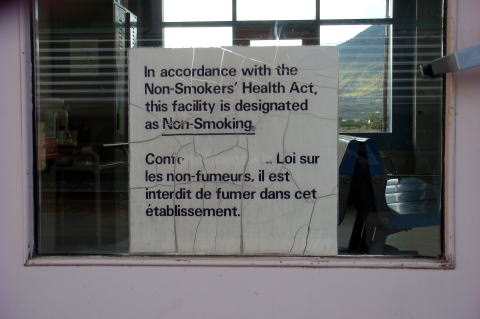 In accordance with the
Non-Smokers' Health Act,
this facility is designated
as Non-Smoking.
Loi sur
les non-fumeurs, il est
interdit de fumer dans cet
établissement.